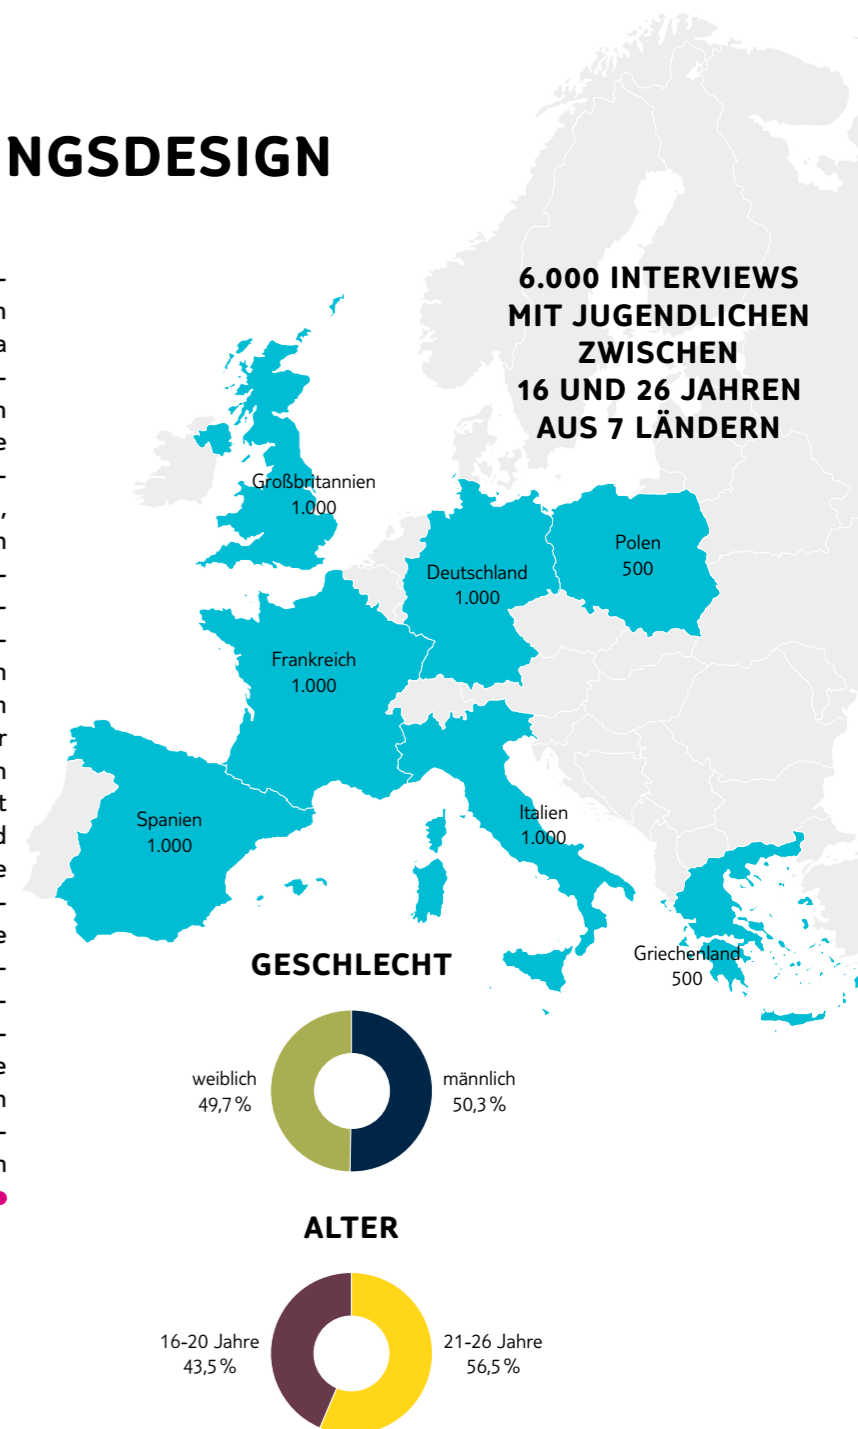 NGSDESIGN
6.000 INTERVIEWS
MIT JUGENDLICHEN
ZWISCHEN
16 UND 26 JAHREN
AUS 7 LÄNDERN
Großbritannien
1.000
Polen
500
Deutschland
1.000
Frankreich
1.000
Spanien
1.000
Italien
1.000
Griechenland
500
GESCHLECHT
weiblich
49,7 %
männlich
50,3 %
ALTER
16-20 Jahre
43,5 %
21-26 Jahre
56,5 %